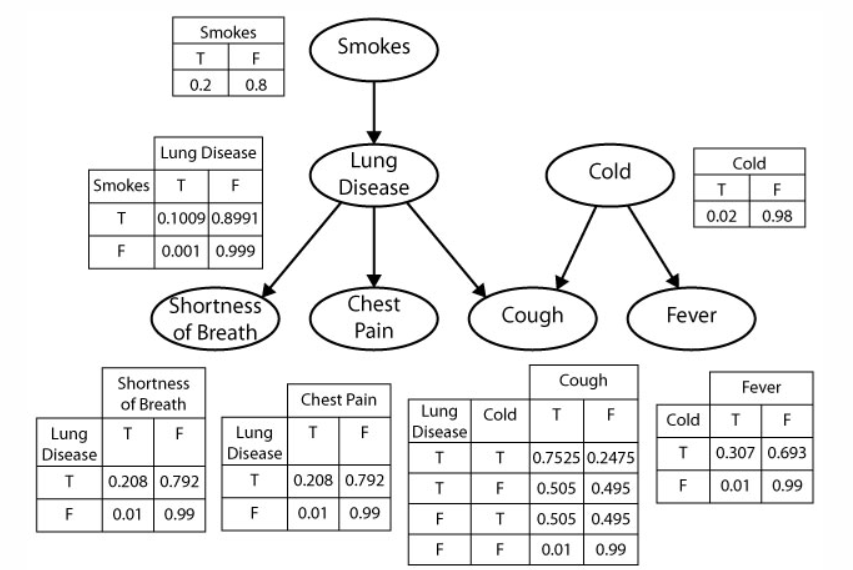 Smokes
T F
0.2 0.8
Smokes
Lung Disease
Smokes T F
T 0.1009 0.8991
F 0.001 0.999
Lung
Disease
Cold
Cold
T F
0.02 0.98
Shortness
of Breath
Chest
Pain
Cough
Fever
Shortness
of Breath
Lung
Disease T F
T 0.208 0.792
F 0.01 0.99
Chest Pain
Lung
Disease T F
T 0.208 0.792
F 0.01 0.99
Cough
Lung
Disease Cold T F
T T 0.7525 0.2475
T F 0.505 0.495
F T 0.505 0.495
F F 0.01 0.99
Fever
Cold T F
T 0.307 0.693
F 0.01 0.99